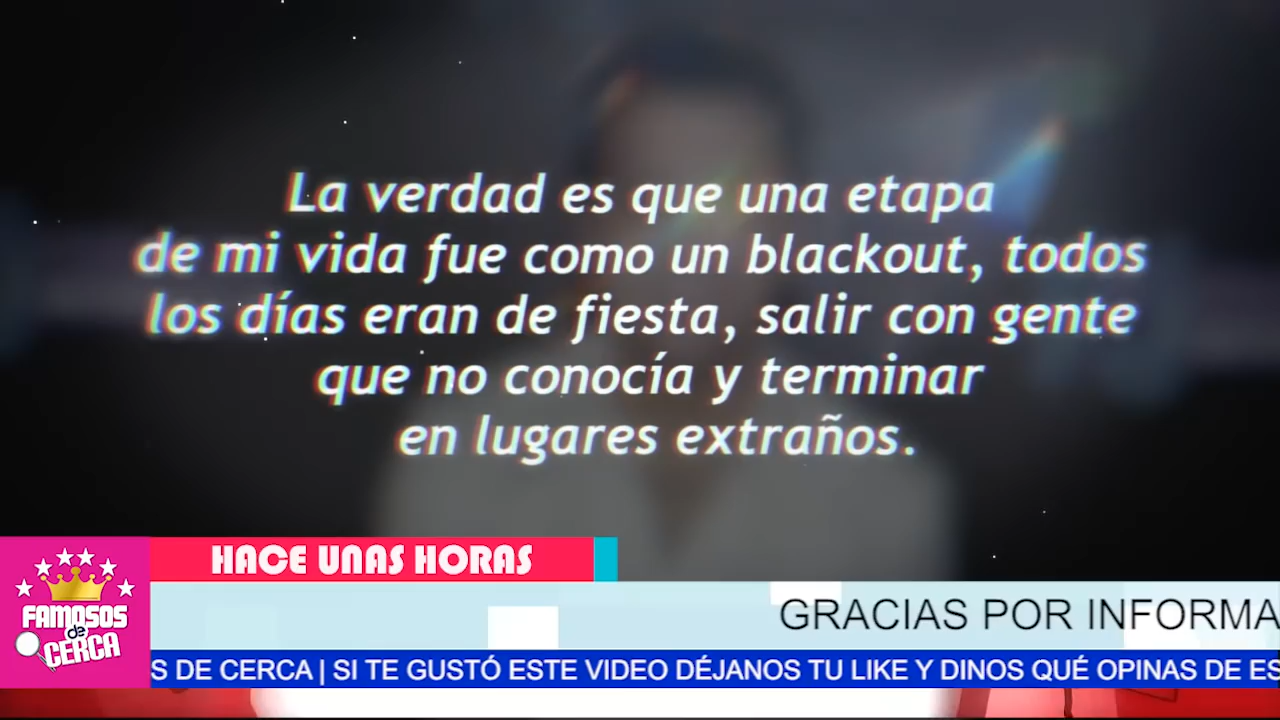 La verdad es que una etapa
de mi vida fue como un blackout, todos
los días eran de fiesta, salir con gente
que no conocía y terminar
en lugares extraños.
HACE UNAS HORAS
FAMOSOS
de
CERCA
GRACIAS POR INFORMA
S DE CERCA | SI TE GUSTÓ ESTE VIDEO DÉJANOS TU LIKE Y DINOS QUÉ OPINAS DE ES